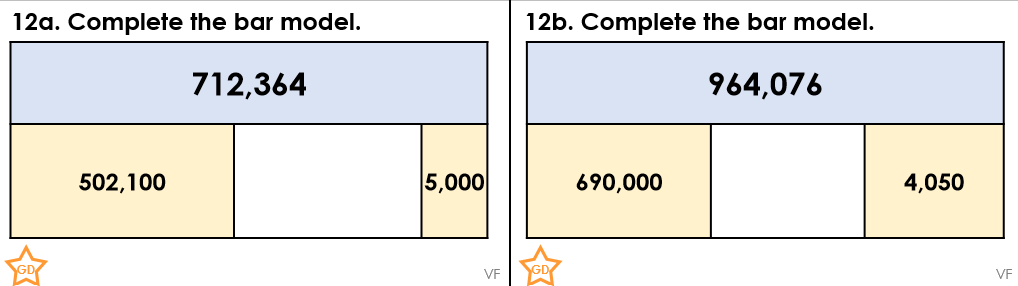 12a. Complete the bar model.
712,364
502,100
5,000
GD
VF
12b. Complete the bar model.
964,076
690,000
4,050
GD
VF